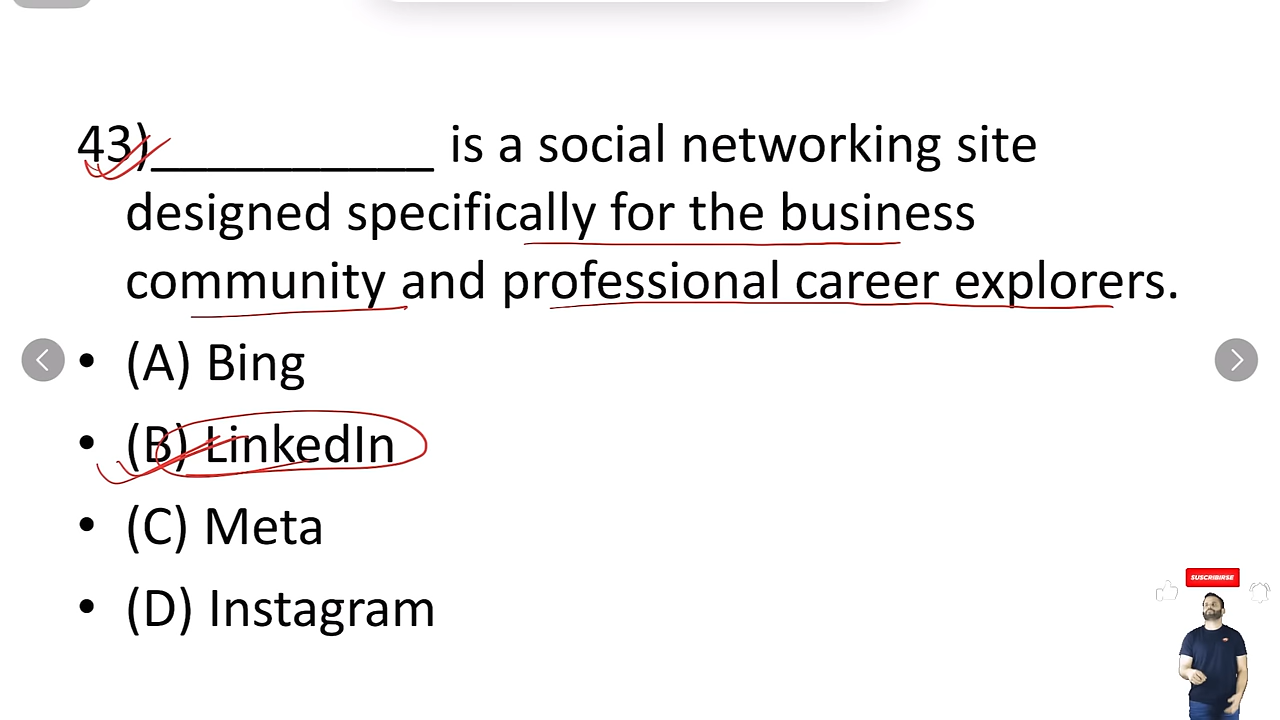 43)__________ is a social networking site
designed specifically for the business
community and professional career explorers.
• (A) Bing
• (B) LinkedIn
• (C) Meta
• (D) Instagram
SUSCRIBIRSE